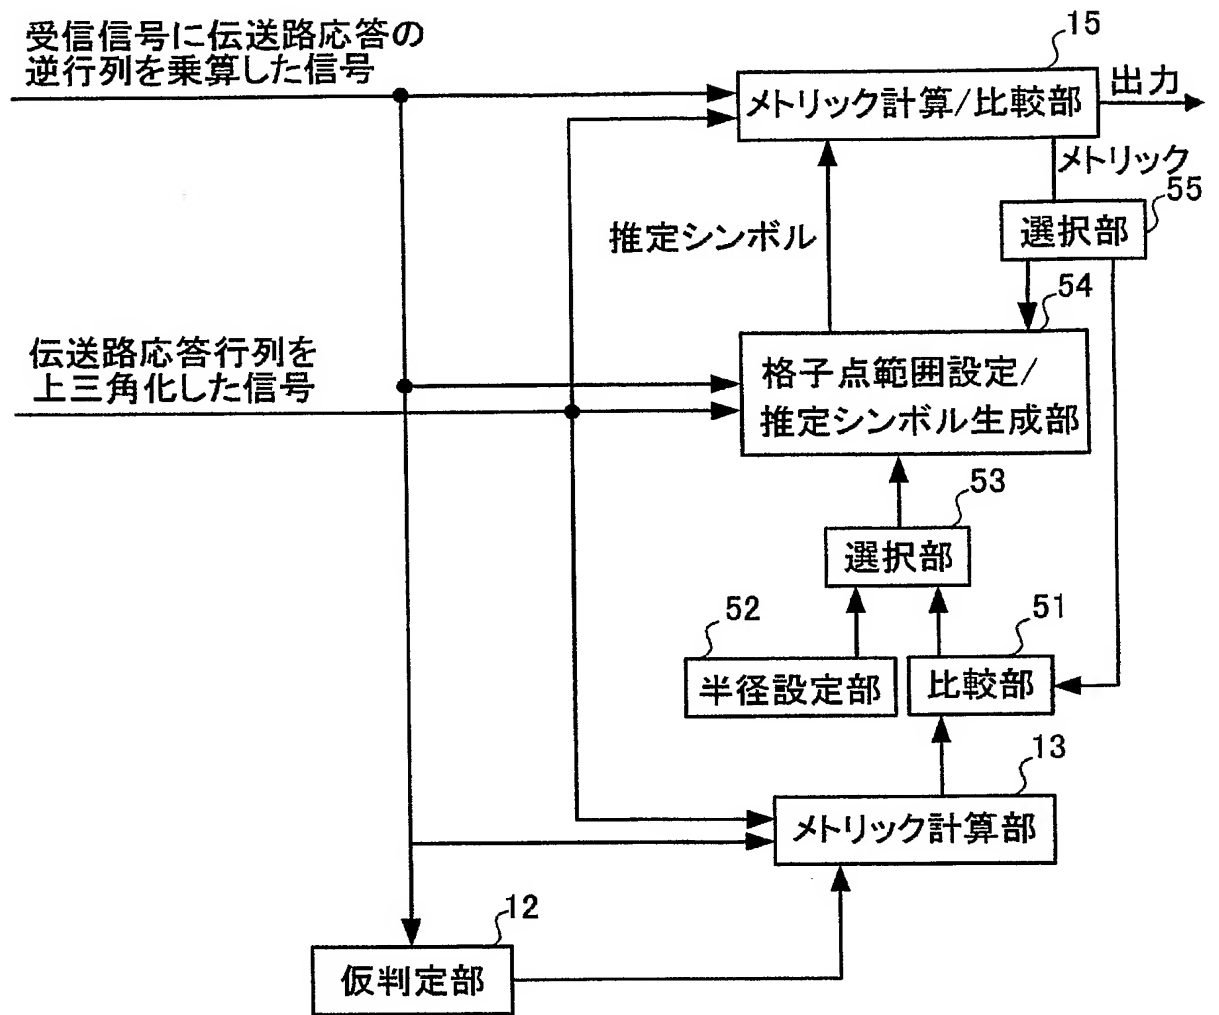 受信信号に伝送路応答の
逆行列を乗算した信号
15
メトリック計算/比較部
出力
メトリック
55
選択部
推定シンボル
54
伝送路応答行列を
上三角化した信号
格子点範囲設定/
推定シンボル生成部
53
選択部
52
半径設定部
51
比較部
13
メトリック計算部
12
仮判定部